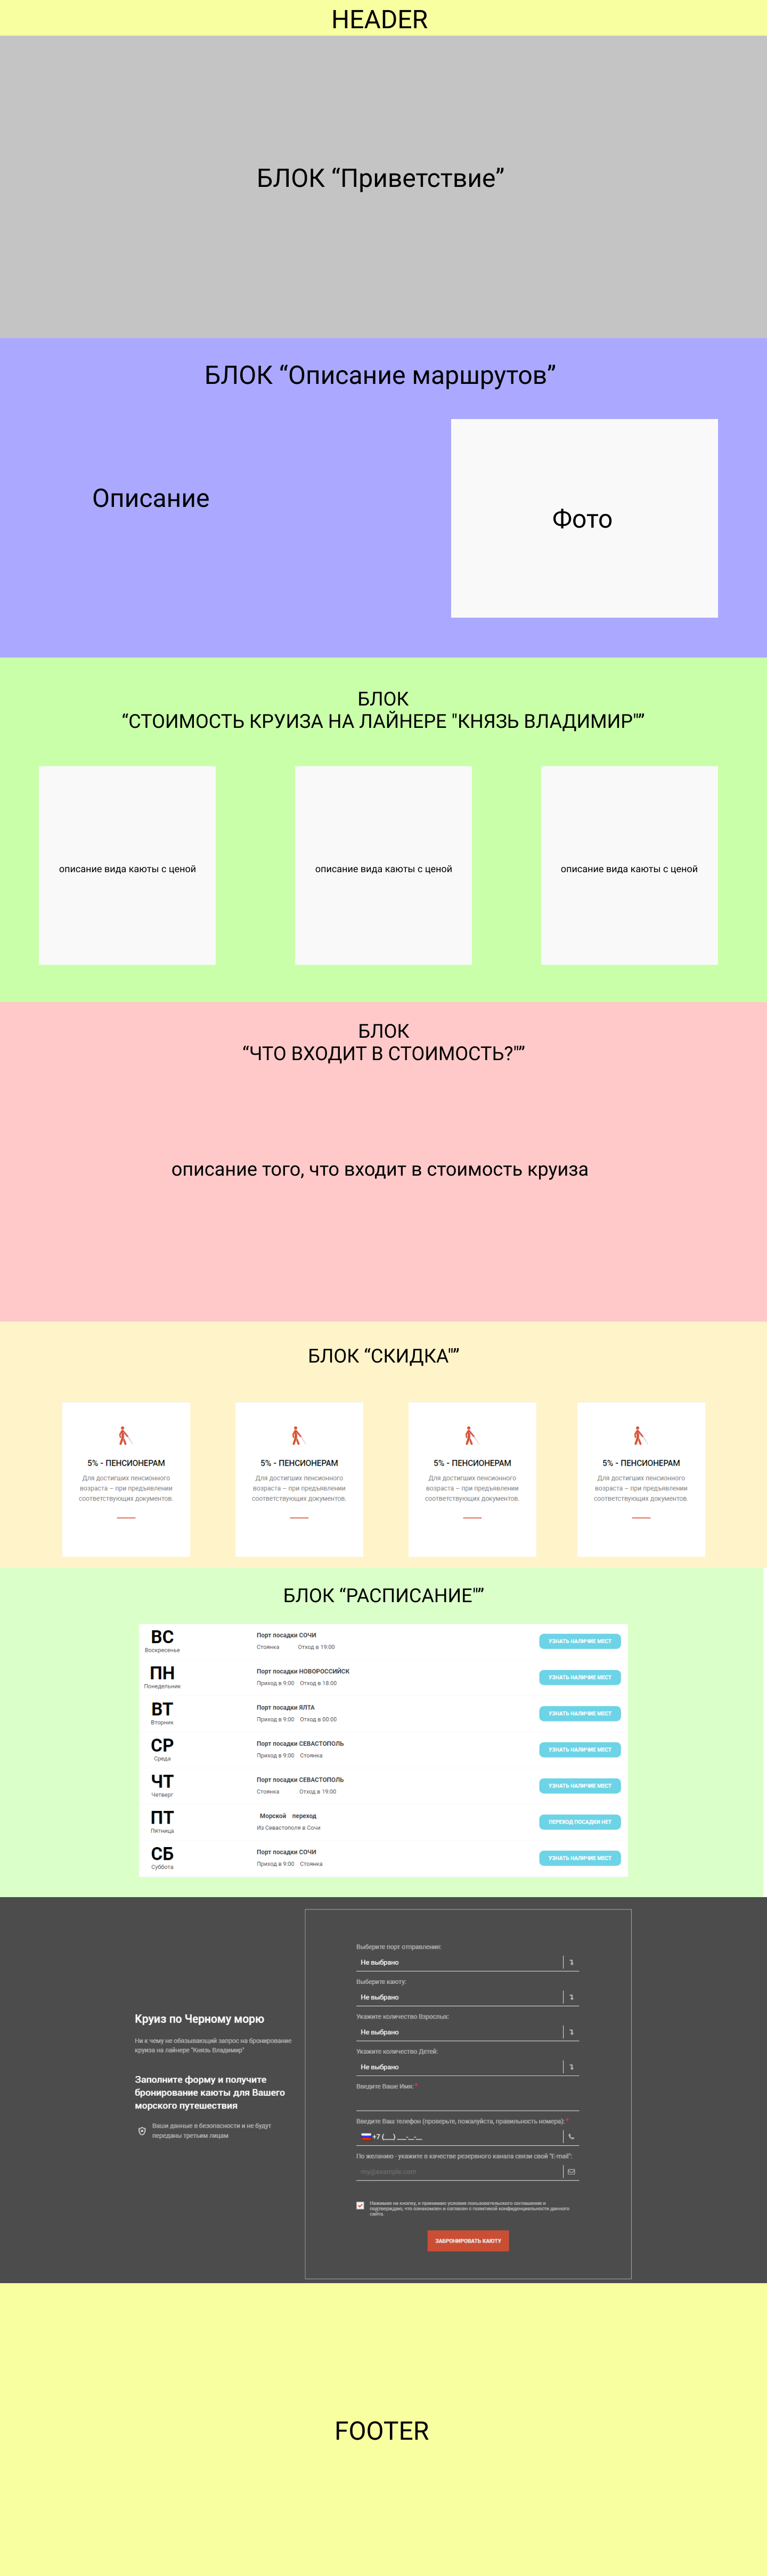 HEADER
БЛОК “Приветствие”
БЛОК “Описание маршрутов”
Описание
Фото
БЛОК
“СТОИМОСТЬ КРУИЗА НА ЛАЙНЕРЕ "КНЯЗЬ ВЛАДИМИР"”
описание вида каюты с ценой
описание вида каюты с ценой
описание вида каюты с ценой
БЛОК
“ЧТО ВХОДИТ В СТОИМОСТЬ?"”
описание того, что входит в стоимость круиза
БЛОК “СКИДКА"”
5% - ПЕНСИОНЕРАМ
Для достигших пенсионного
возраста – при предъявлении
соответствующих документов.
5% - ПЕНСИОНЕРАМ
Для достигших пенсионного
возраста – при предъявлении
соответствующих документов.
5% - ПЕНСИОНЕРАМ
Для достигших пенсионного
возраста – при предъявлении
соответствующих документов.
5% - ПЕНСИОНЕРАМ
Для достигших пенсионного
возраста – при предъявлении
соответствующих документов.
БЛОК “РАСПИСАНИЕ"”
ВС
Воскресенье
Порт посадки СОЧИ
Стоянка Отход в 19:00
УЗНАТЬ НАЛИЧИЕ МЕСТ
ПН
Понедельник
Порт посадки НОВОРОССИЙСК
Приход в 9:00 Отход в 18:00
УЗНАТЬ НАЛИЧИЕ МЕСТ
ВТ
Вторник
Порт посадки ЯЛТА
Приход в 9:00 Отход в 00:00
УЗНАТЬ НАЛИЧИЕ МЕСТ
СР
Среда
Порт посадки СЕВАСТОПОЛЬ
Приход в 9:00 Стоянка
УЗНАТЬ НАЛИЧИЕ МЕСТ
ЧТ
Четверг
Порт посадки СЕВАСТОПОЛЬ
Стоянка Отход в 19:00
УЗНАТЬ НАЛИЧИЕ МЕСТ
ПТ
Пятница
Морской переход
Из Севастополя в Сочи
ПЕРЕХОД ПОСАДКИ НЕТ
СБ
Суббота
Порт посадки СОЧИ
Приход в 9:00 Стоянка
УЗНАТЬ НАЛИЧИЕ МЕСТ
Круиз по Черному морю
Ни к чему не обязывающий запрос на бронирование
круиза на лайнере "Князь Владимир"
Заполните форму и получите
бронирование каюты для Вашего
морского путешествия
Ваши данные в безопасности и не будут
переданы третьим лицам
Выберите порт отправления:
Не выбрано
Выберите каюту:
Не выбрано
Укажите количество Взрослых:
Не выбрано
Укажите количество Детей:
Не выбрано
Введите Ваше Имя: *
Введите Ваш телефон (проверьте, пожалуйста, правильность номера): *
+7 (___) ___-__-__
По желанию - укажите в качестве резервного канала связи свой "E-mail":
my@example.com
Нажимая на кнопку, я принимаю условия пользовательского соглашения и
подтверждаю, что ознакомлен и согласен с политикой конфиденциальности данного
сайта.
ЗАБРОНИРОВАТЬ КАЮТУ
FOOTER